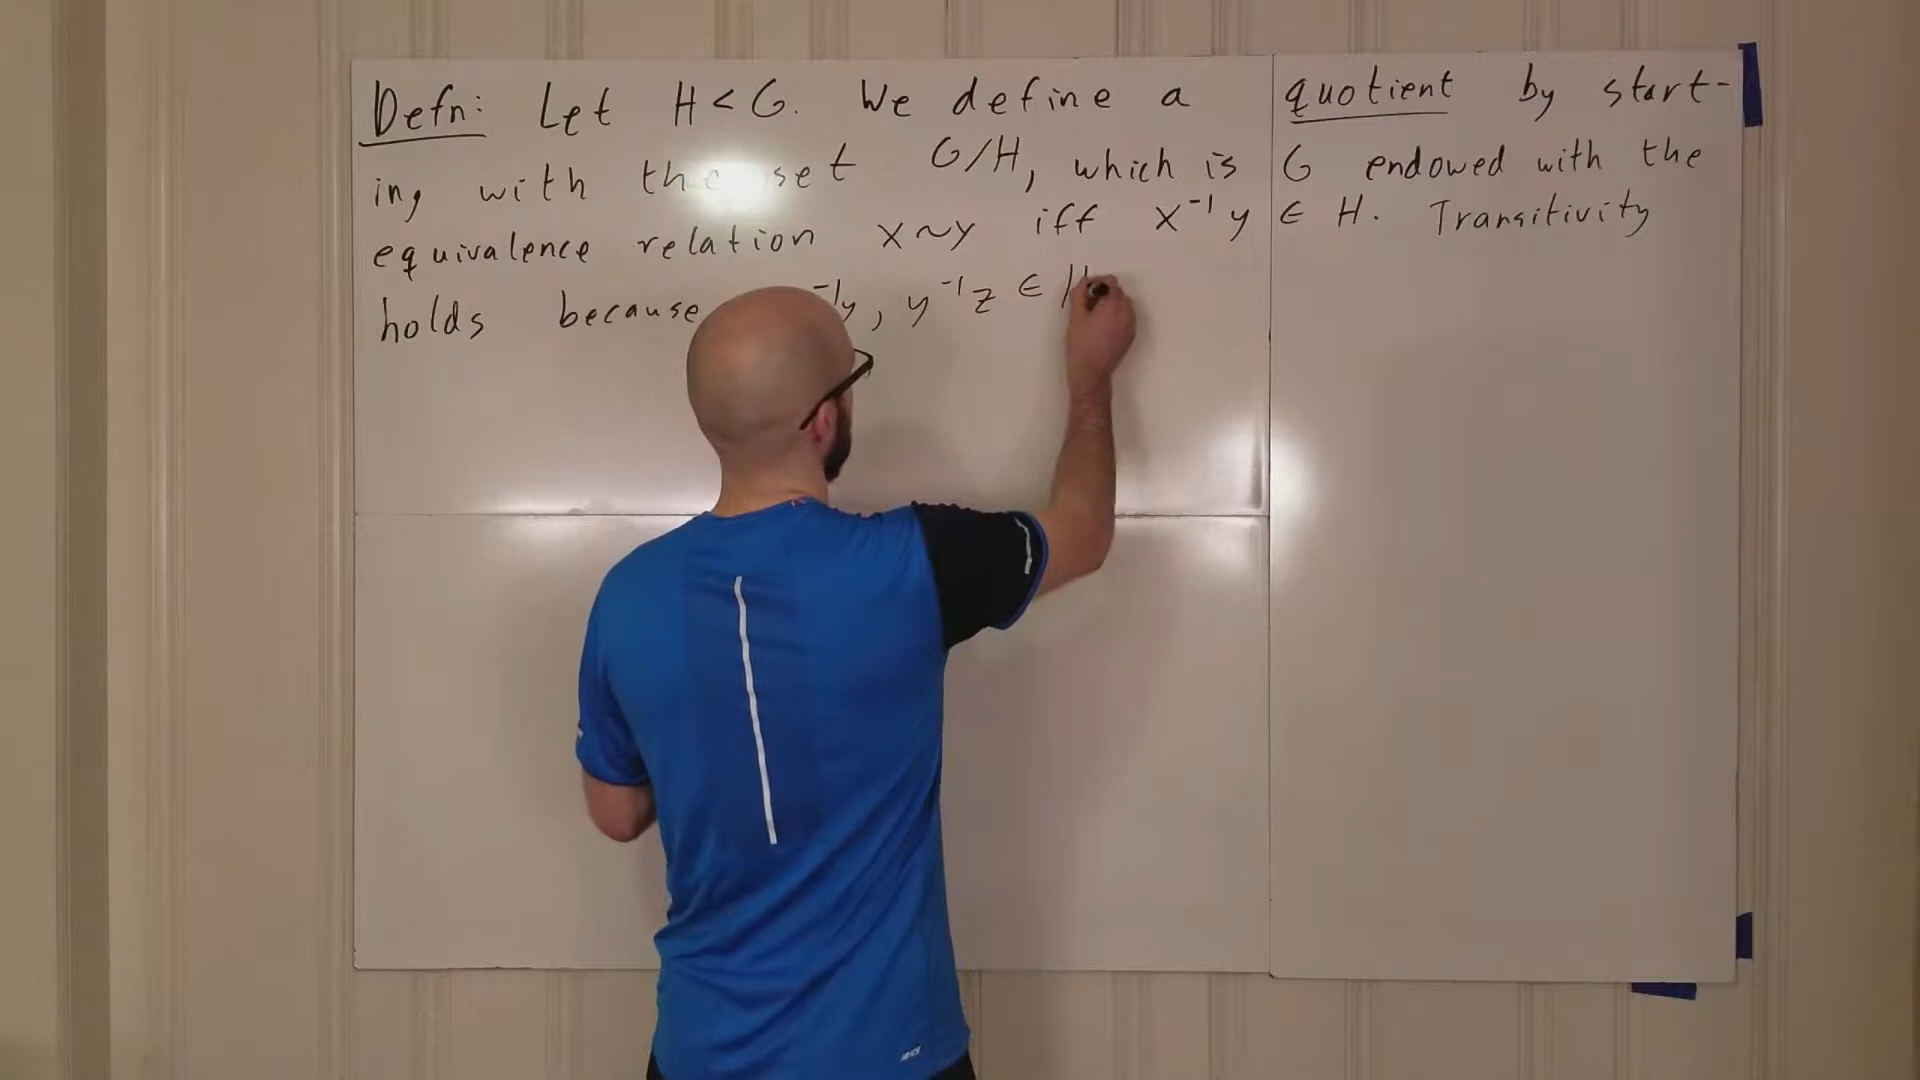 Defn: Let H < G. We define a quotient by start-
ing with the set G/H, which is G endowed with the
equivalence relation x~y iff x⁻¹y ∈ H. Transitivity
holds because ⁻¹y, y⁻¹z ∈ H